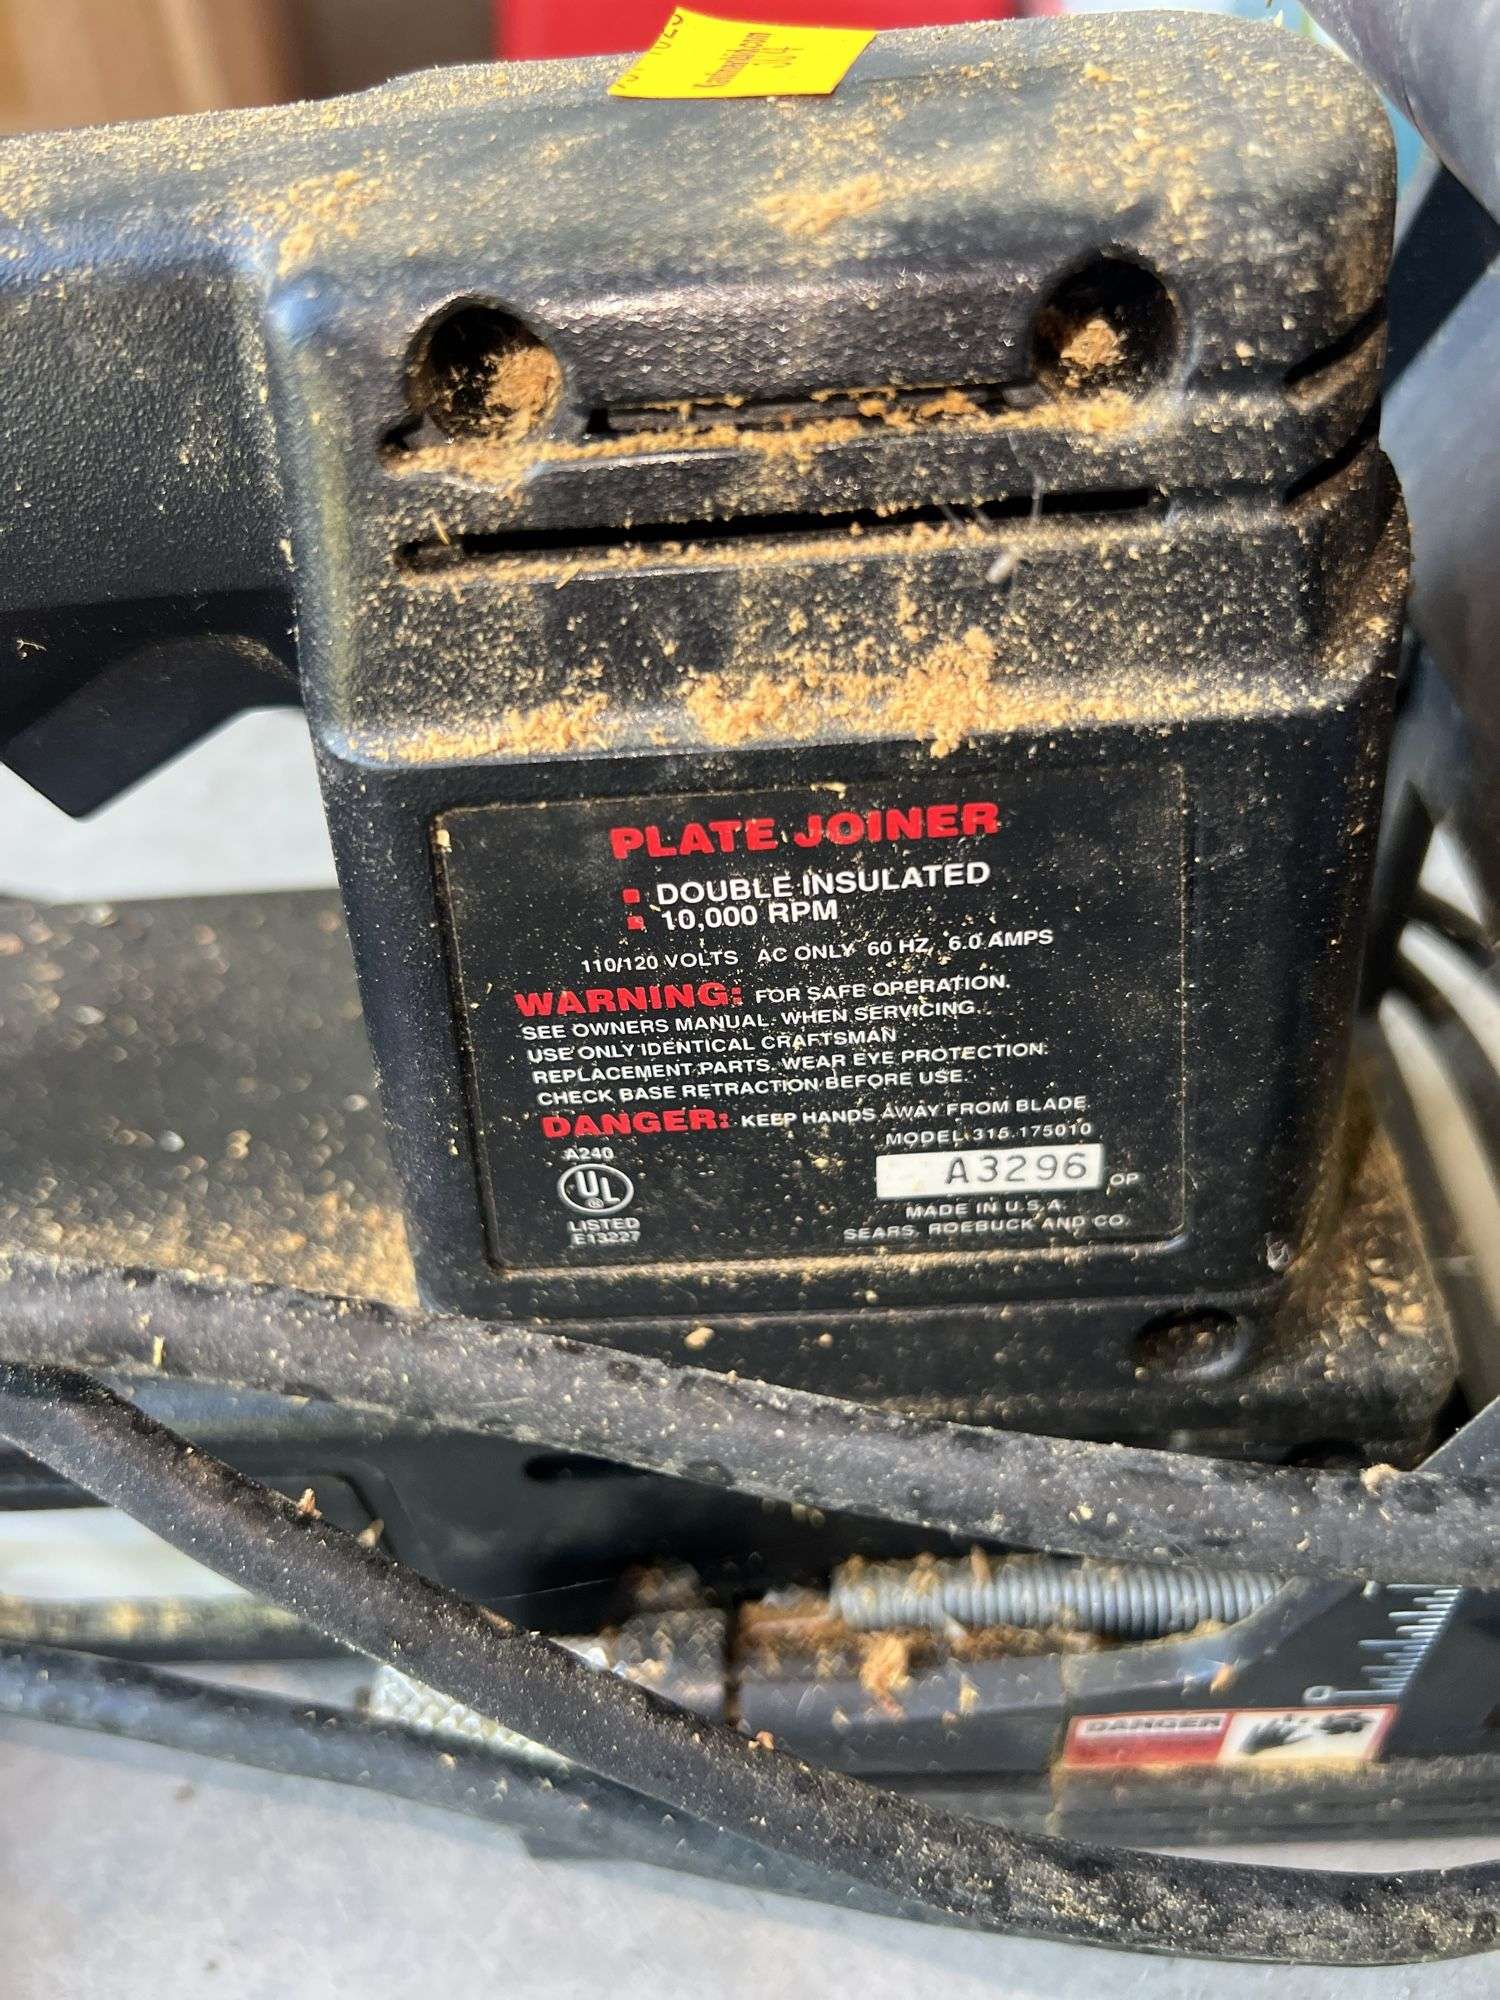 304
PLATE JOINER
DOUBLE INSULATED
10,000 RPM
110/120 VOLTS AC ONLY 60 HZ 6.0 AMPS
WARNING: FOR SAFE OPERATION.
SEE OWNERS MANUAL. WHEN SERVICING
USE ONLY IDENTICAL CRAFTSMAN
REPLACEMENT PARTS. WEAR EYE PROTECTION.
CHECK BASE RETRACTION BEFORE USE.
DANGER: KEEP HANDS AWAY FROM BLADE
MODEL 315.175010
A240
UL
LISTED
E13227
A3296 OP
MADE IN U.S.A.
SEARS, ROEBUCK AND CO.
0
DANGER